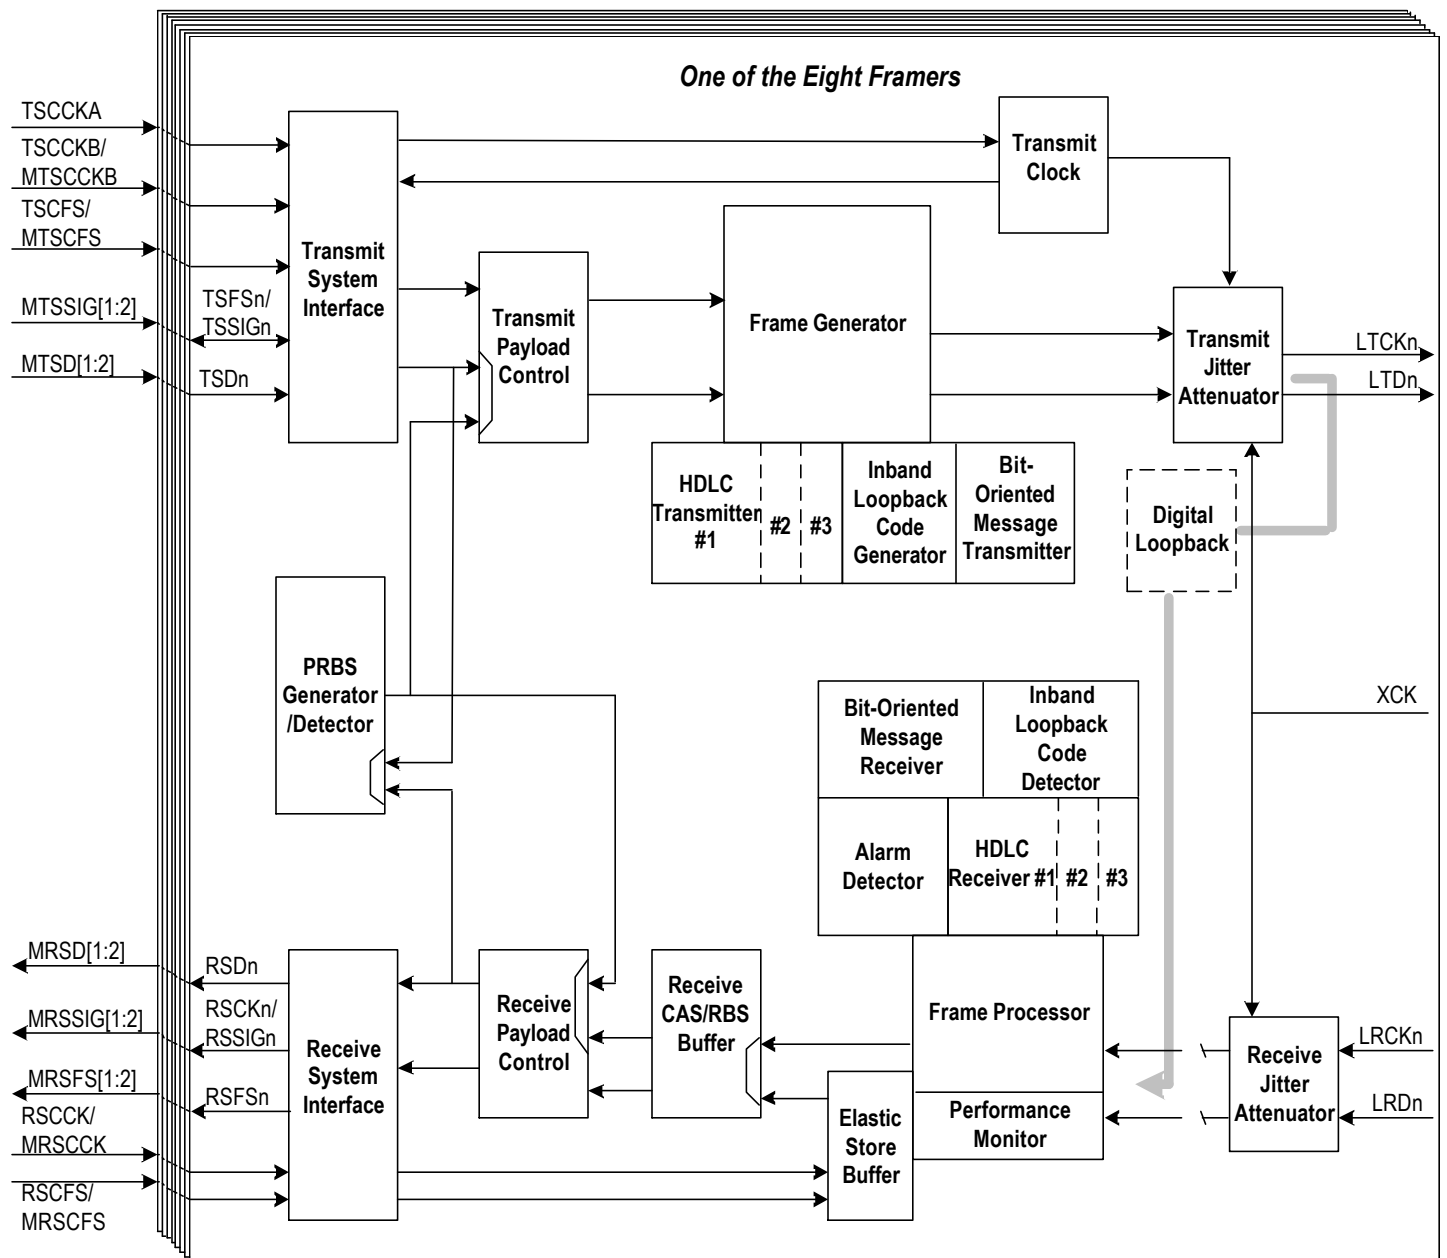 One of the Eight Framers
TSCCKA
TSCCKB/
MTSCCKB
TSCFS/
MTSCFS
MTSSIG[1:2]
MTSD[1:2]
TSFSn/
TSSIGn
TSDn
Transmit
System
Interface
Transmit
Payload
Control
Frame Generator
Transmit
Clock
Transmit
Jitter
Attenuator
LTCKn
LTDn
HDLC
Transmitter
#1
#2
#3
Inband
Loopback
Code
Generator
Bit-
Oriented
Message
Transmitter
Digital
Loopback
PRBS
Generator
/Detector
XCK
Bit-Oriented
Message
Receiver
Inband
Loopback
Code
Detector
Alarm
Detector
HDLC
Receiver #1
#2
#3
MRSD[1:2]
MRSSIG[1:2]
MRSFS[1:2]
RSCCK/
MRSCCK
RSCFS/
MRSCFS
RSDn
RSCKn/
RSSIGn
RSFSn
Receive
System
Interface
Receive
Payload
Control
Receive
CAS/RBS
Buffer
Elastic
Store
Buffer
Frame Processor
Performance
Monitor
Receive
Jitter
Attenuator
LRCKn
LRDn